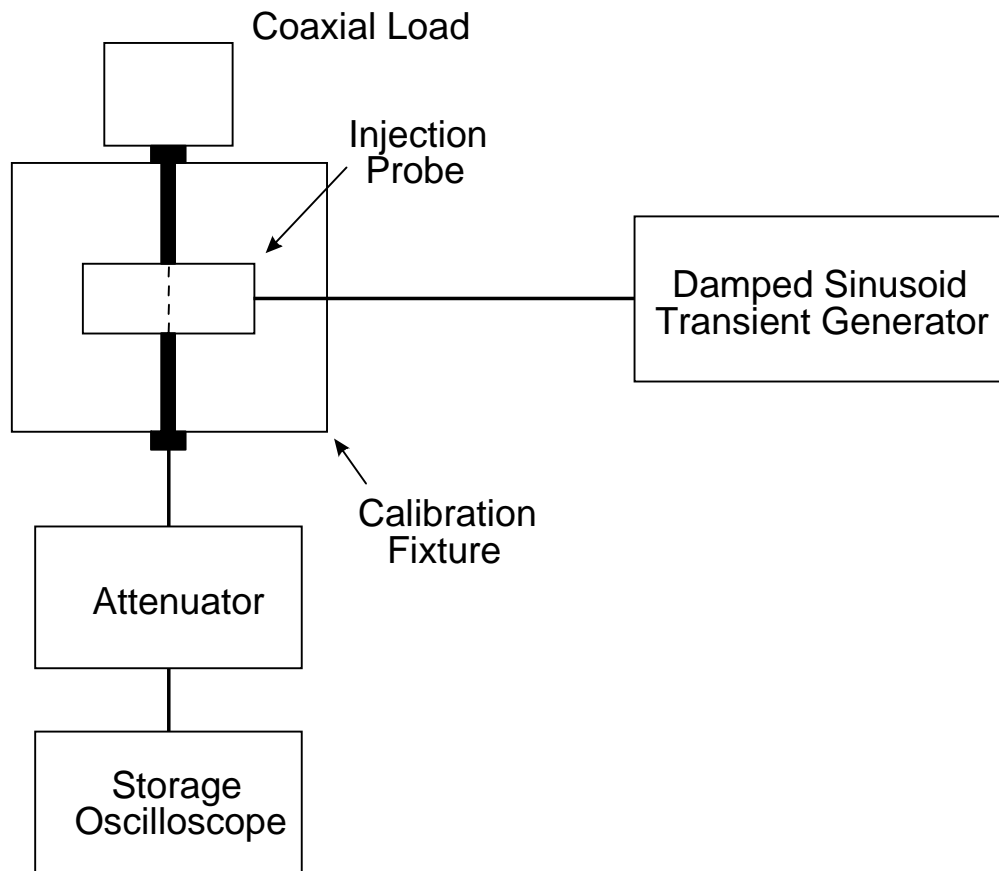 Coaxial Load
Injection
Probe
Damped Sinusoid
Transient Generator
Calibration
Fixture
Attenuator
Storage
Oscilloscope